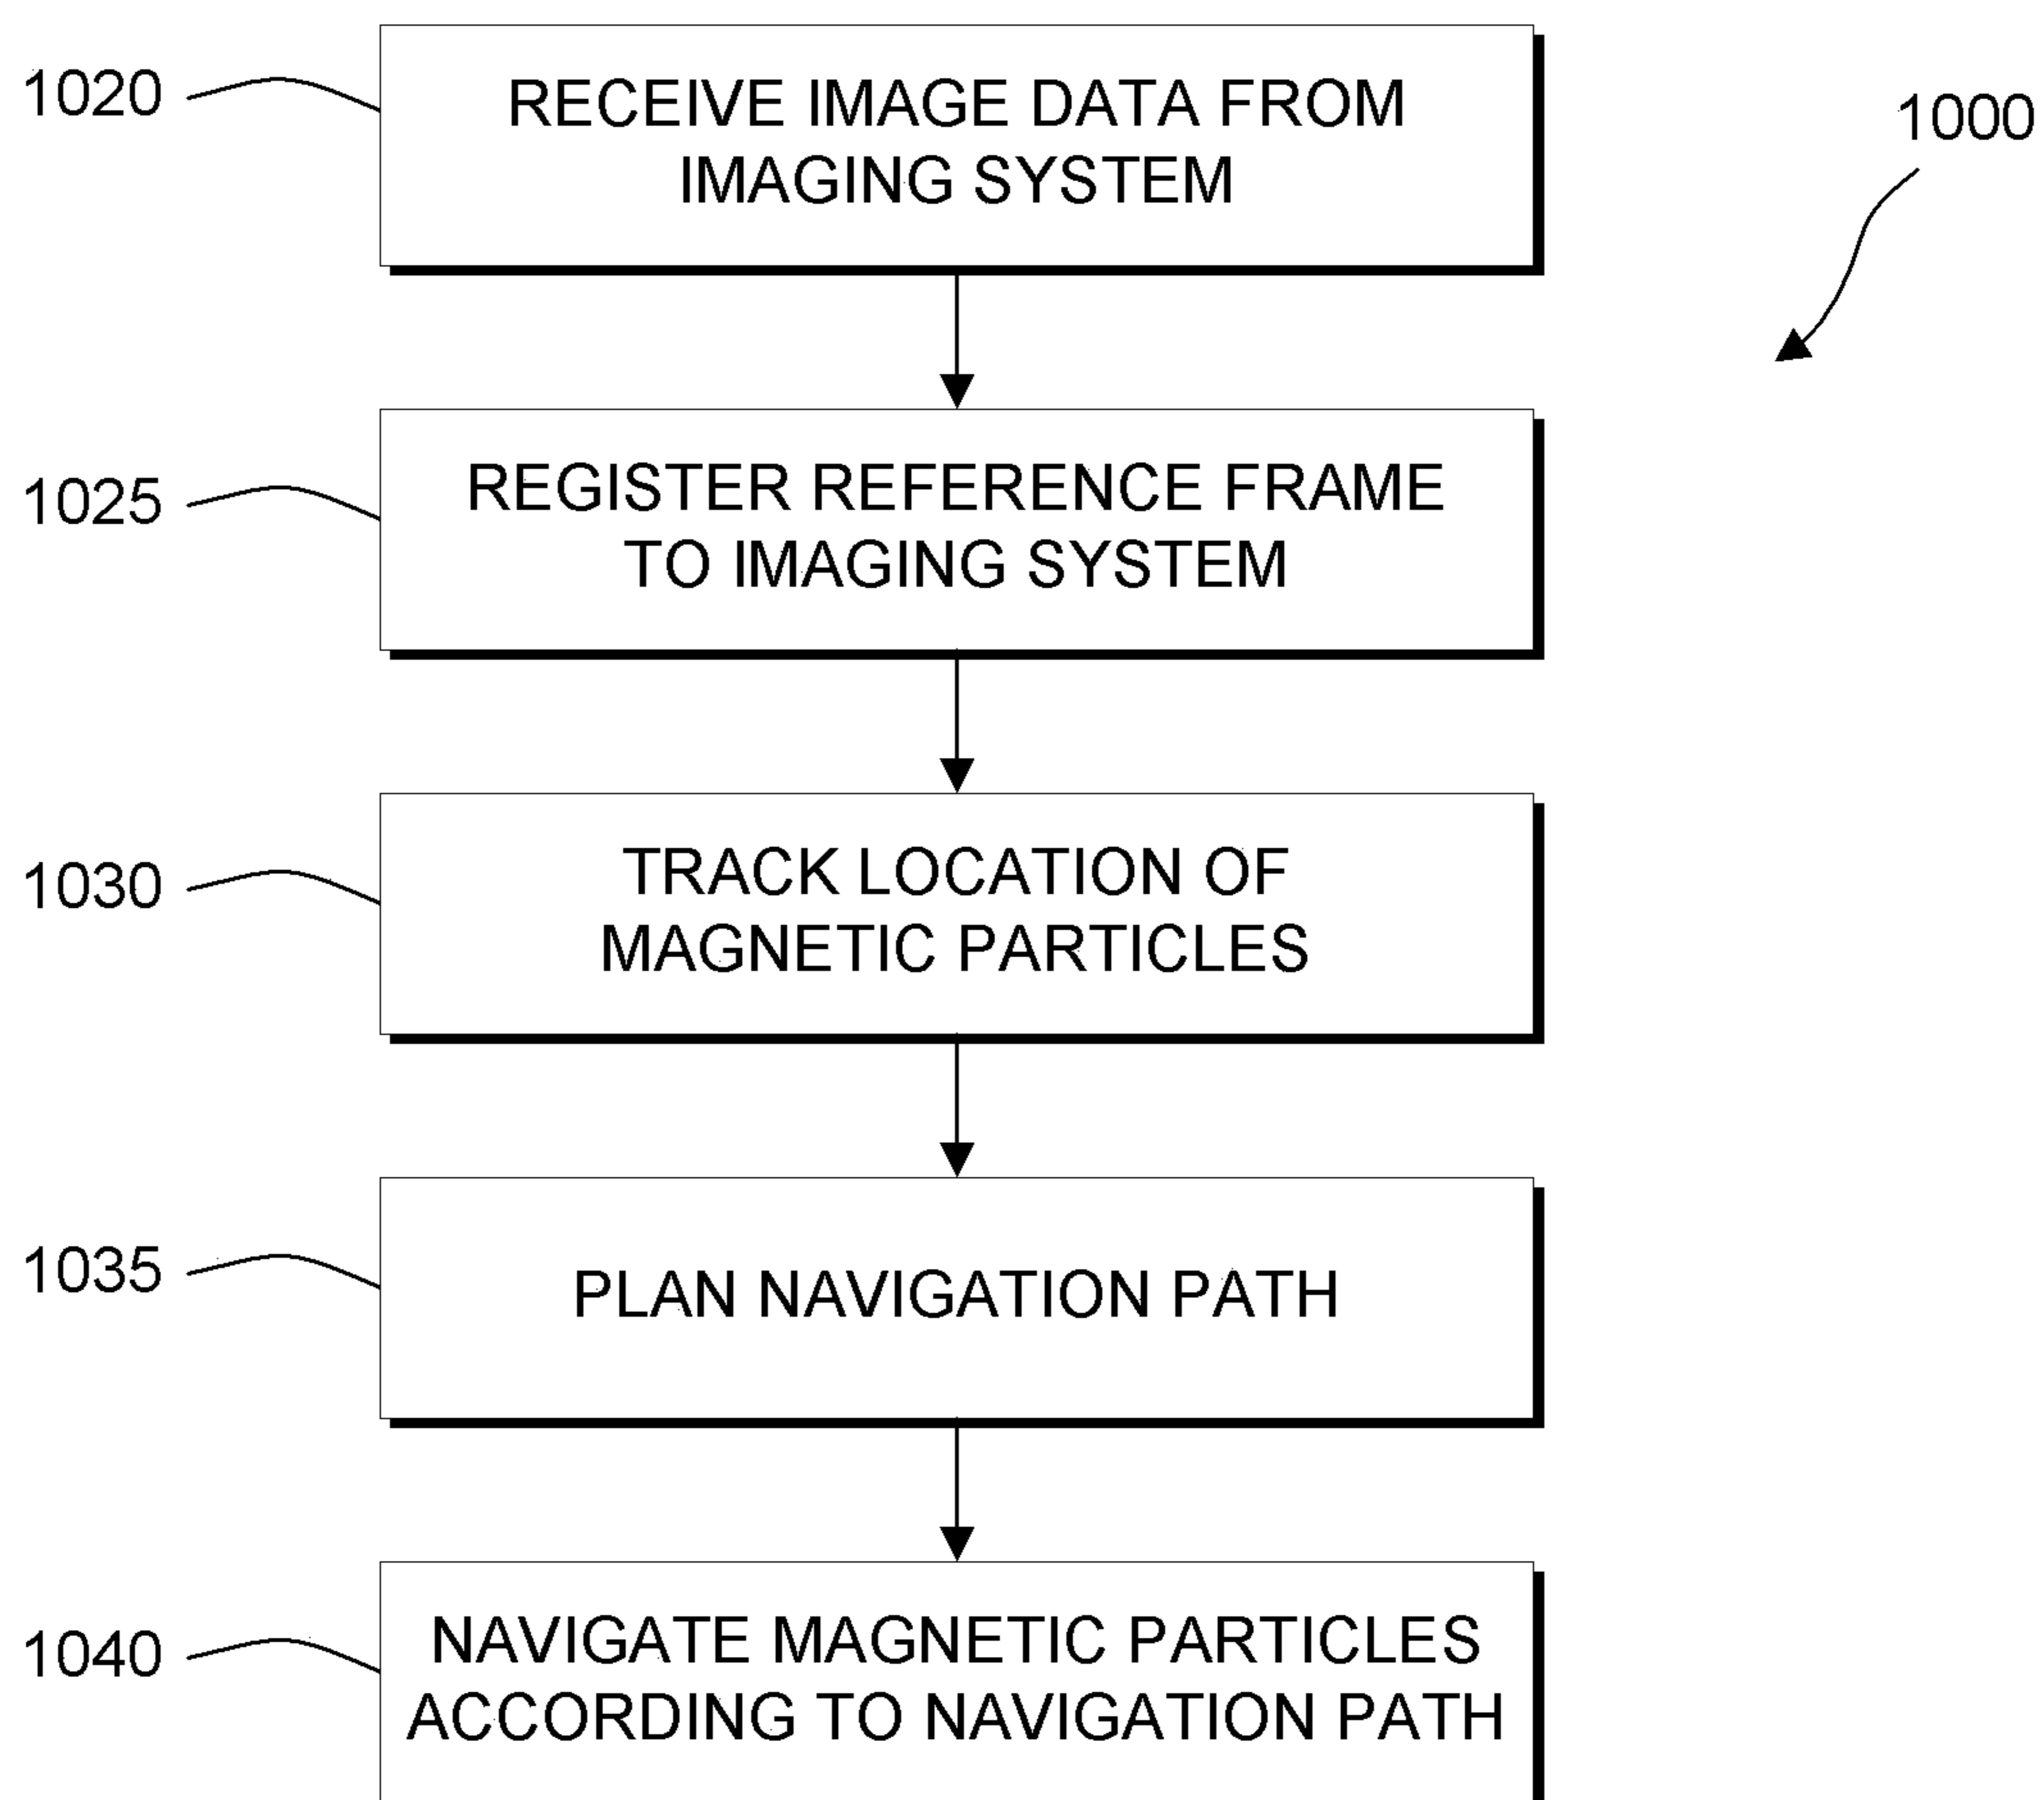 1020
RECEIVE IMAGE DATA FROM
IMAGING SYSTEM
1000
1025
REGISTER REFERENCE FRAME
TO IMAGING SYSTEM
1030
TRACK LOCATION OF
MAGNETIC PARTICLES
1035
PLAN NAVIGATION PATH
1040
NAVIGATE MAGNETIC PARTICLES
ACCORDING TO NAVIGATION PATH